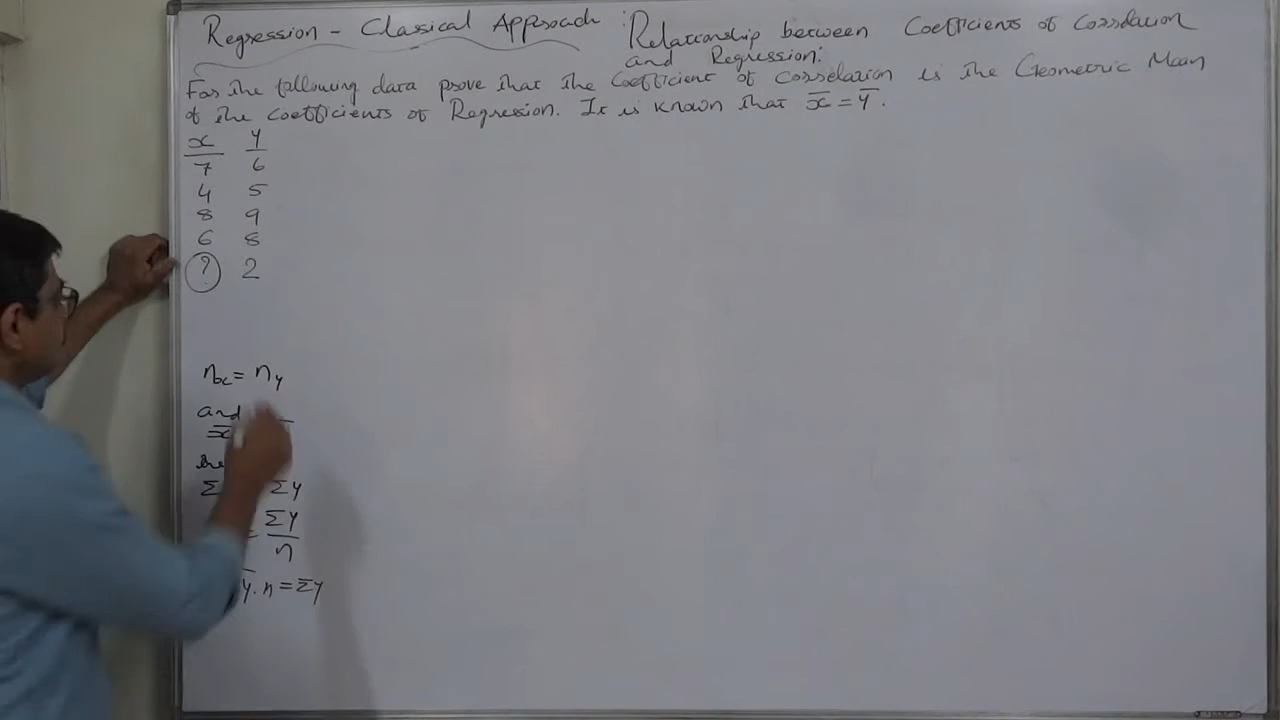 Regression - Classical Approach : Relationship between Coefficients of Correlation
and Regression:
For the following data prove that the Coefficient of correlation is the Geometric Mean
of the Coefficients of Regression. It is known that x̅ = y̅.
x y
7 6
4 5
8 9
6 8
? 2
nx = ny
and
x̅
Σ Σy
= Σy
n
y̅. n = Σy